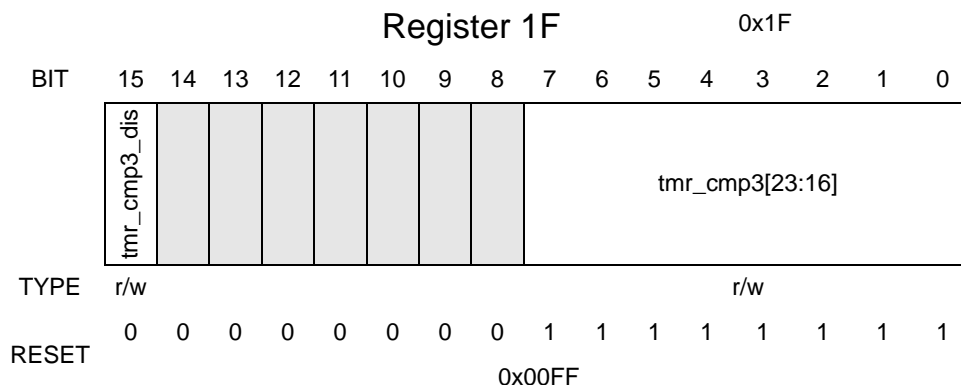 Register 1F 0x1F
BIT 15 14 13 12 11 10 9 8 7 6 5 4 3 2 1 0
tmr_cmp3_dis
tmr_cmp3[23:16]
TYPE r/w r/w
RESET 0 0 0 0 0 0 0 0 1 1 1 1 1 1 1 1
0x00FF